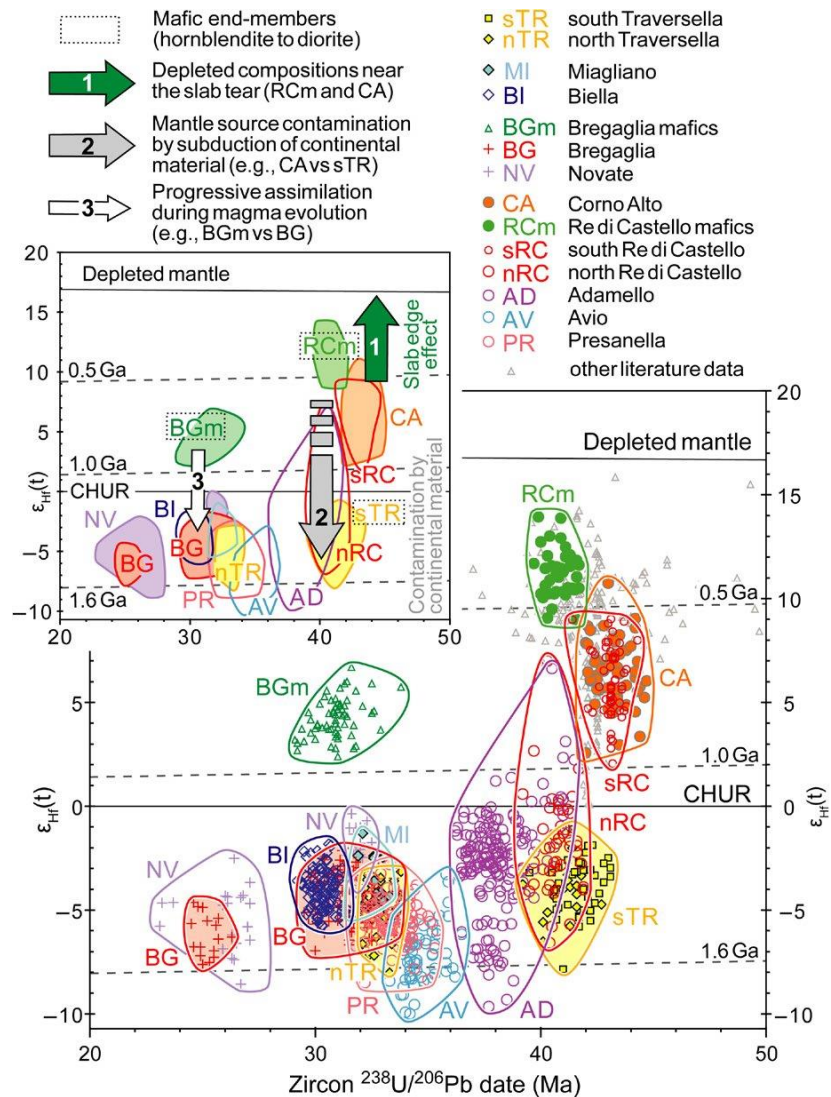 Mafic end-members
(hornblendite to diorite)
1
Depleted compositions near
the slab tear (RCm and CA)
2
Mantle source contamination
by subduction of continental
material (e.g., CA vs sTR)
3
Progressive assimilation
during magma evolution
(e.g., BGm vs BG)
sTR south Traversella
nTR north Traversella
MI Miagliano
BI Biella
BGm Bregaglia mafics
BG Bregaglia
NV Novate
CA Corno Alto
RCm Re di Castello mafics
sRC south Re di Castello
nRC north Re di Castello
AD Adamello
AV Avio
PR Presanella
other literature data
20
Depleted mantle
15
RCm
1
Slab edge
effect
10
0.5 Ga
CA
BGm
5
sRC
1.0 Ga
εHf(t)
CHUR
0
3
BI
NV
BG
BG
2
sTR
nTR
nRC
-5
PR
AV
AD
1.6 Ga
-10
Contamination by
continental material
20 30 40 50
20
Depleted mantle
15
RCm
0.5 Ga
10
CA
BGm
5
5
1.0 Ga
sRC
CHUR
0
0
εHf(t)
εHf(t)
NV
MI
nRC
BI
NV
-5
-5
BG
BG
sTR
nTR
1.6 Ga
PR
AV
AD
-10
-10
20 30 40 50
Zircon 238U/206Pb date (Ma)